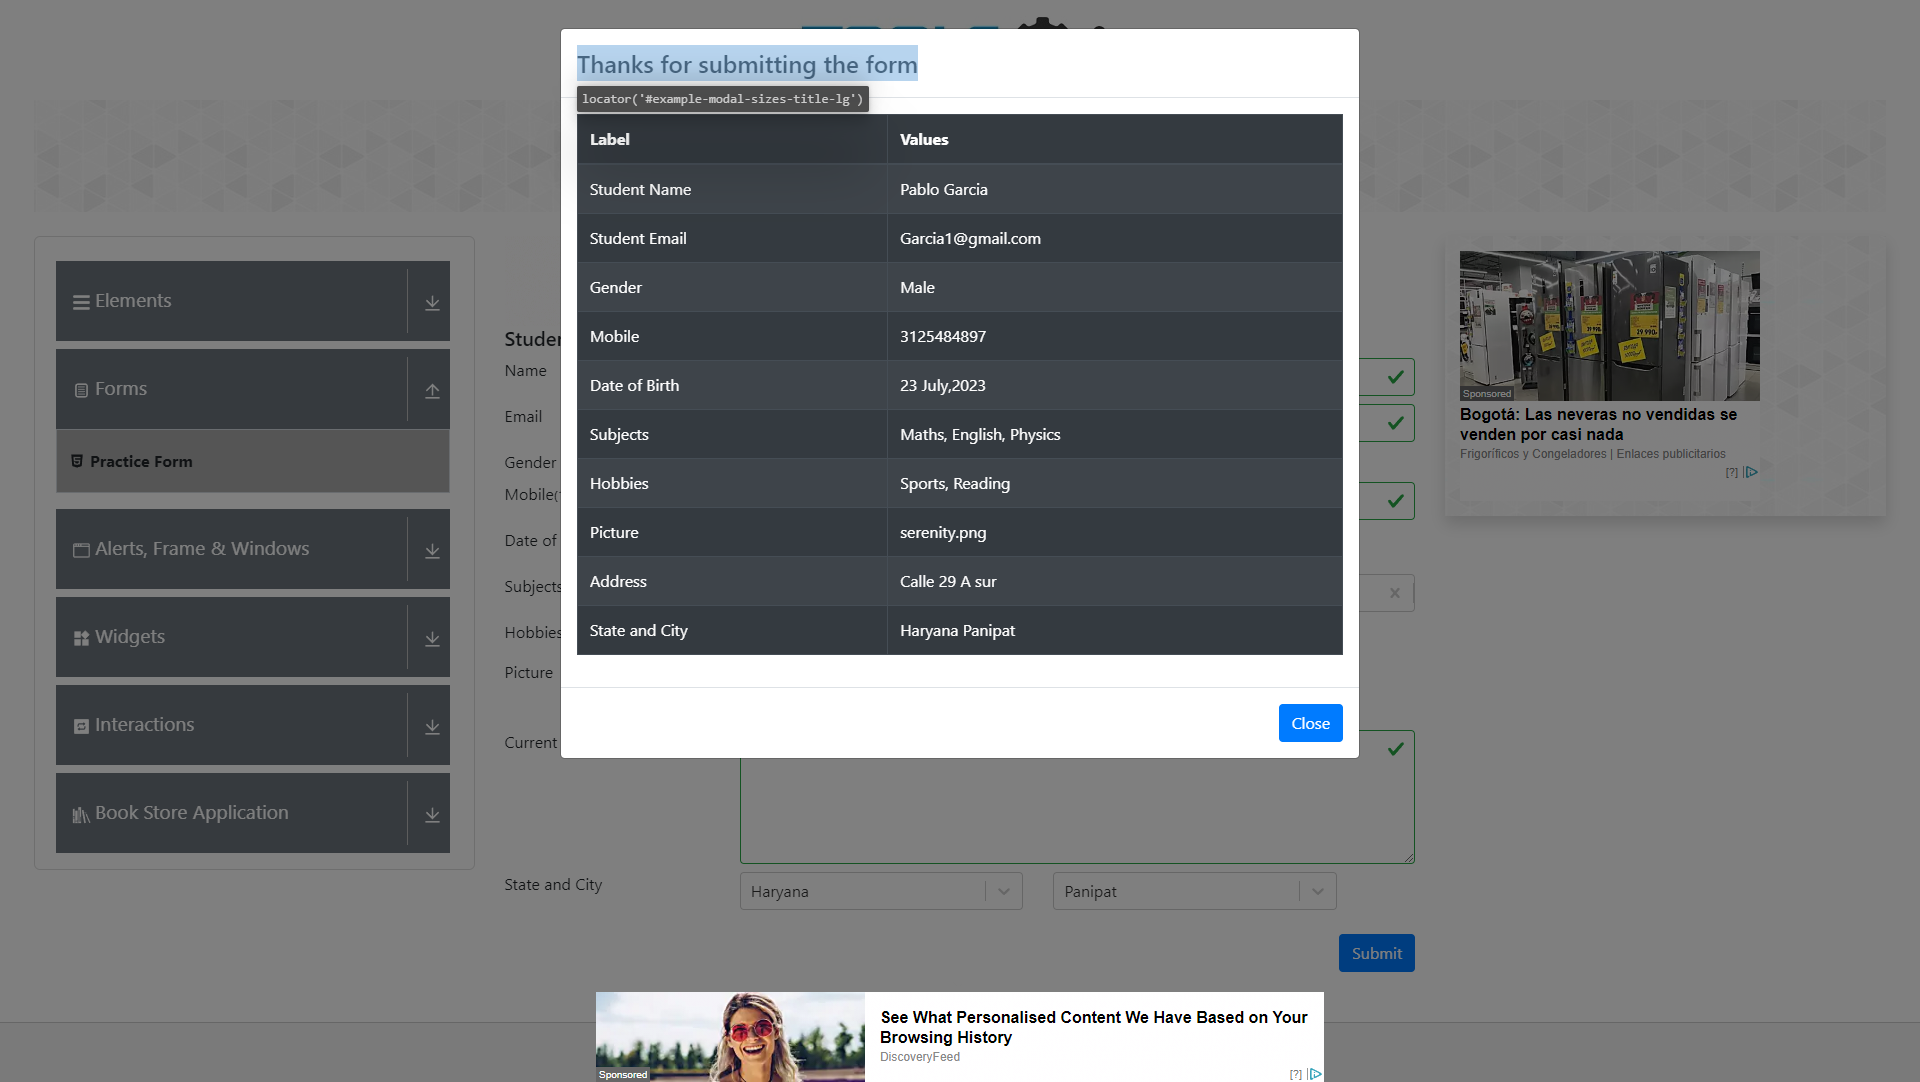 Thanks for submitting the form
locator('#example-modal-sizes-title-lg')
Label Values
Student Name Pablo Garcia
Student Email Garcia1@gmail.com
Gender Male
Mobile 3125484897
Date of Birth 23 July,2023
Subjects Maths, English, Physics
Hobbies Sports, Reading
Picture serenity.png
Address Calle 29 A sur
State and City Haryana Panipat
Close
Elements
Forms
Practice Form
Alerts, Frame & Windows
Widgets
Interactions
Book Store Application
Name
Email
Gender
Date of
Subjects
Hobbies
Picture
Current
State and City
Haryana
Panipat
Submit
Sponsored
Bogotá: Las neveras no vendidas se
venden por casi nada
Frigoríficos y Congeladores | Enlaces publicitarios
[?]
See What Personalised Content We Have Based on Your
Browsing History
DiscoveryFeed
Sponsored
[?]